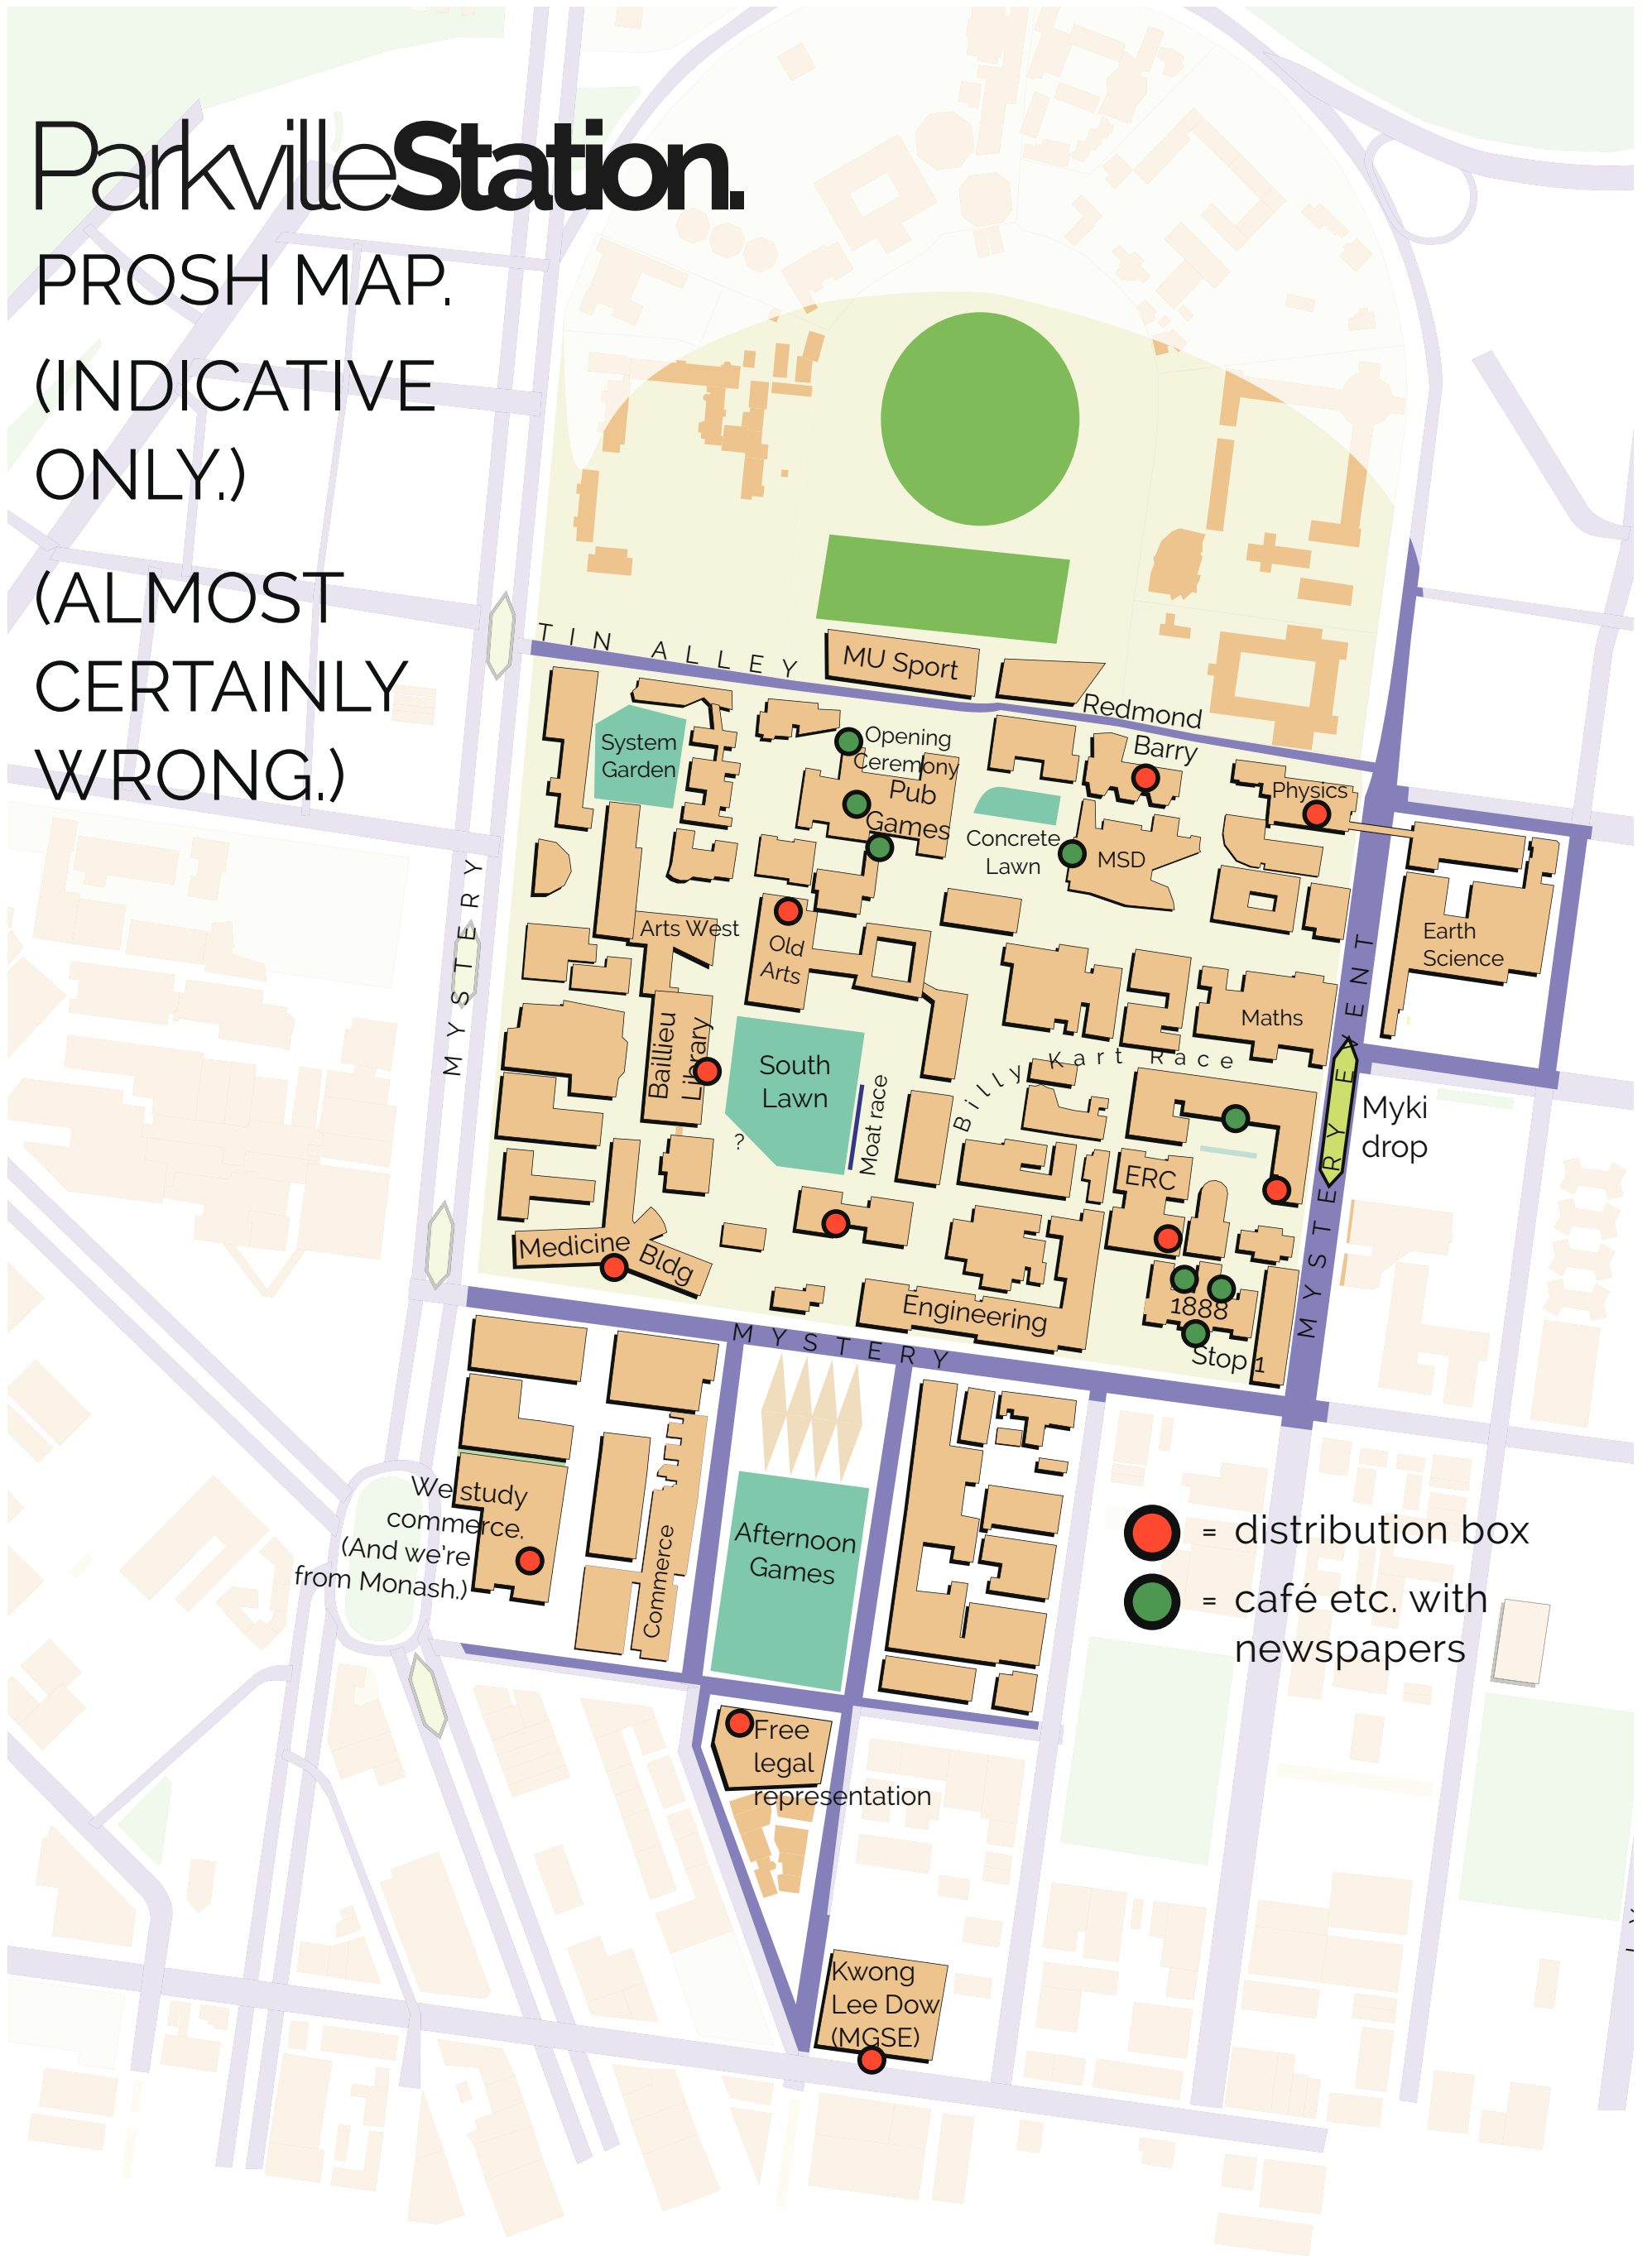 ParkvilleStation.
PROSH MAP.
(INDICATIVE
ONLY.)
(ALMOST
CERTAINLY
WRONG.)
TIN ALLEY
MU Sport
Redmond
Barry
Opening
Ceremony
System
Garden
Pub
Games
Physics
Concrete
Lawn
MSD
Arts West
Old
Arts
Earth
Science
MYSTERY
Maths
Baillieu
Library
South
Lawn
Moat race
?
Billy Kart Race
MYSTERY EVENT
Myki
drop
ERC
Medicine
Bldg
Engineering
1888
Stop 1
MYSTERY
We study
commerce.
(And we're
from Monash.)
Commerce
Afternoon
Games
= distribution box
= café etc. with
newspapers
Free
legal
representation
Kwong
Lee Dow
(MGSE)